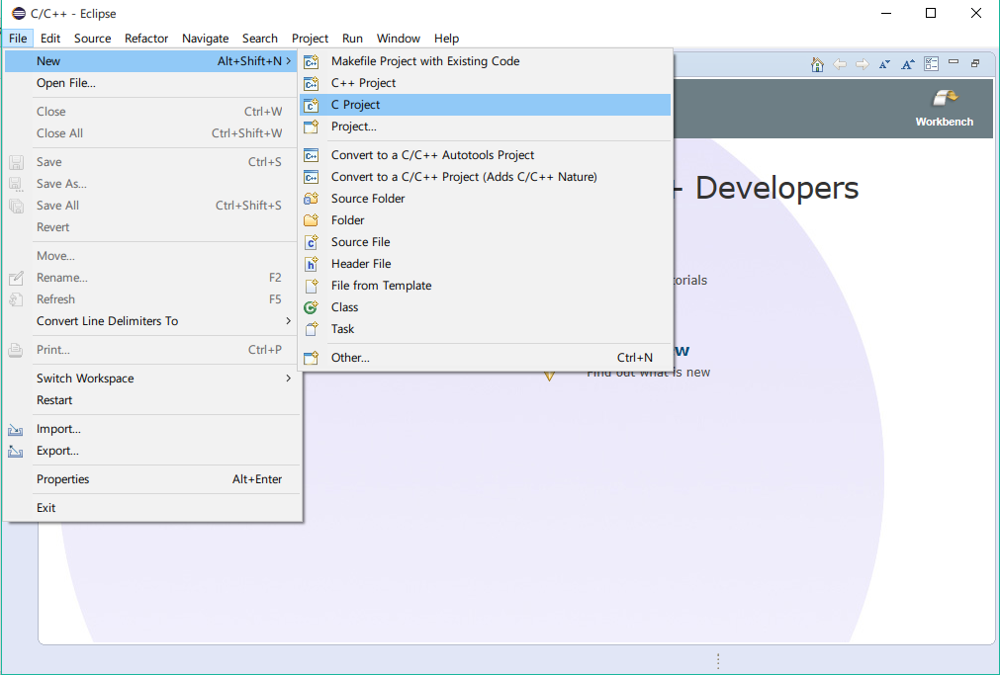 C/C++ - Eclipse
File Edit Source Refactor Navigate Search Project Run Window Help
New Alt+Shift+N
Open File...
Close Ctrl+W
Close All Ctrl+Shift+W
Save Ctrl+S
Save As...
Save All Ctrl+Shift+S
Revert
Move...
Rename... F2
Refresh F5
Convert Line Delimiters To
Print... Ctrl+P
Switch Workspace
Restart
Import...
Export...
Properties Alt+Enter
Exit
Makefile Project with Existing Code
C++ Project
C Project
Project...
Convert to a C/C++ Autotools Project
Convert to a C/C++ Project (Adds C/C++ Nature)
Source Folder
Folder
Source File
Header File
File from Template
Class
Task
Other... Ctrl+N
Workbench
Developers
torials
w
Find out what is new